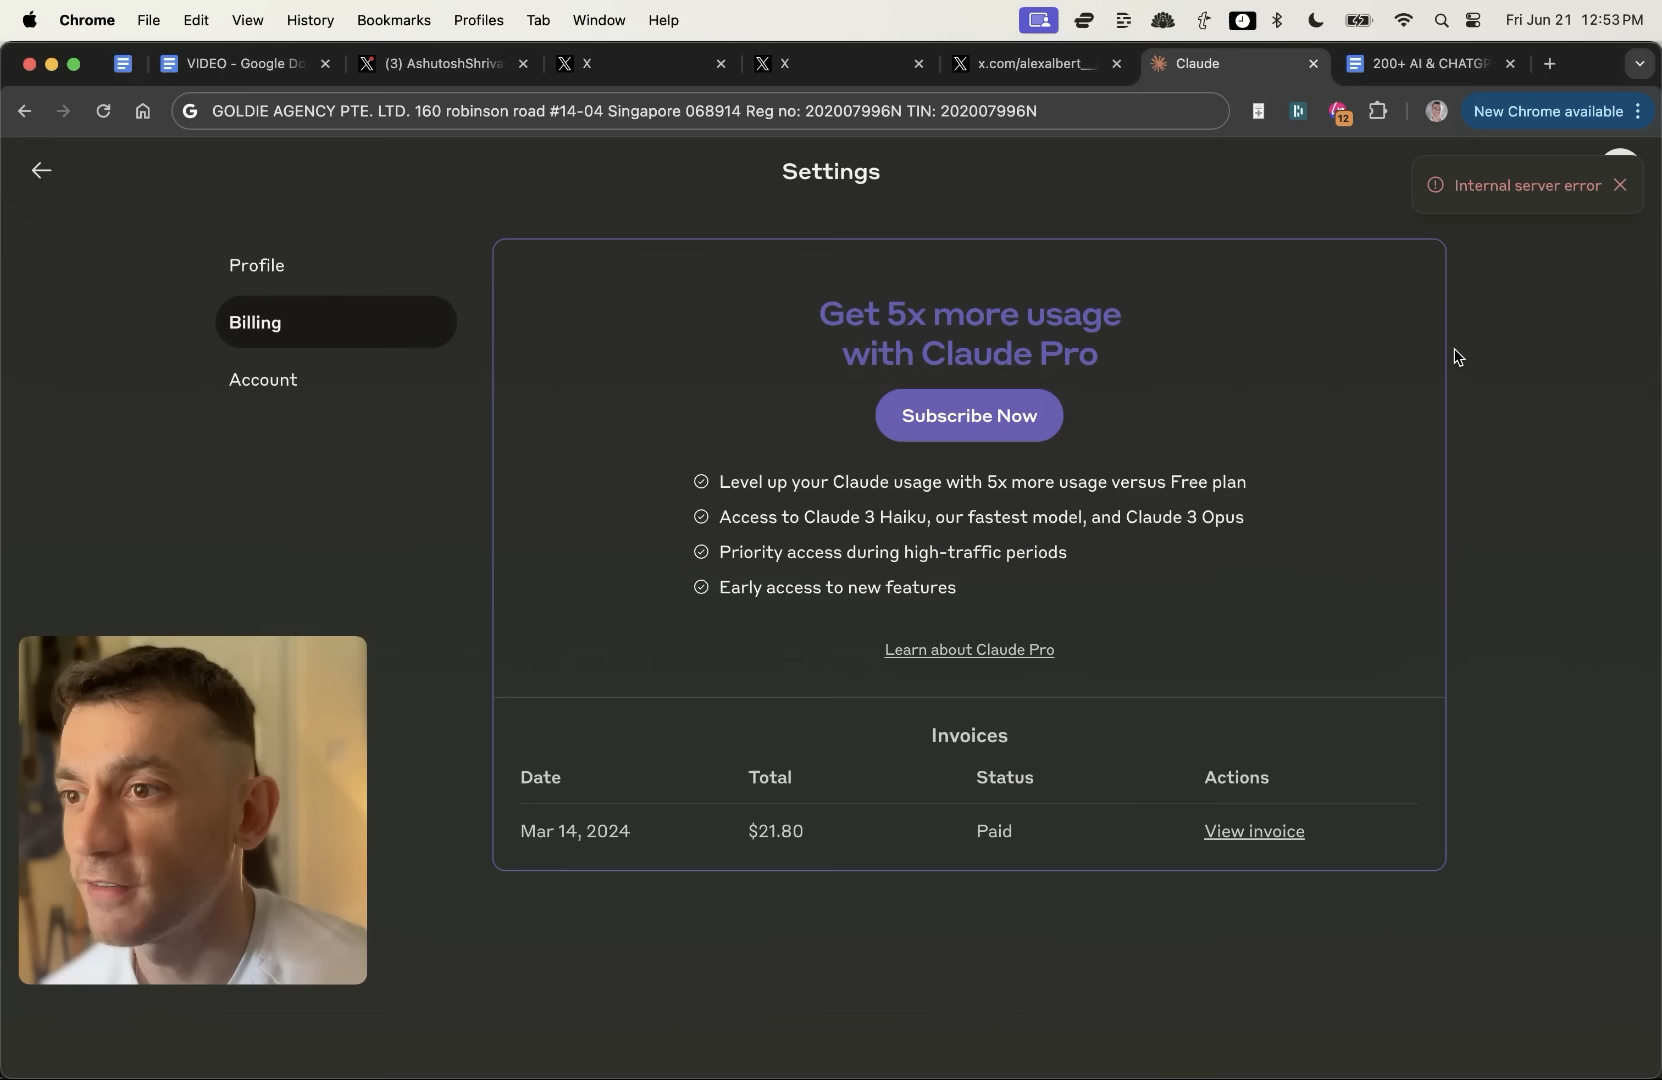 Chrome File Edit View History Bookmarks Profiles Tab Window Help Fri Jun 21 12:53 PM
VIDEO - Google Do (3) AshutoshShriva X X x.com/alexalbert__ Claude 200+ AI & CHATGP
GOLDIE AGENCY PTE. LTD. 160 robinson road #14-04 Singapore 068914 Reg no: 202007996N TIN: 202007996N
12
New Chrome available
Settings
Internal server error
Profile
Billing
Account
Get 5x more usage
with Claude Pro
Subscribe Now
Level up your Claude usage with 5x more usage versus Free plan
Access to Claude 3 Haiku, our fastest model, and Claude 3 Opus
Priority access during high-traffic periods
Early access to new features
Learn about Claude Pro
Invoices
Date Total Status Actions
Mar 14, 2024 $21.80 Paid View invoice